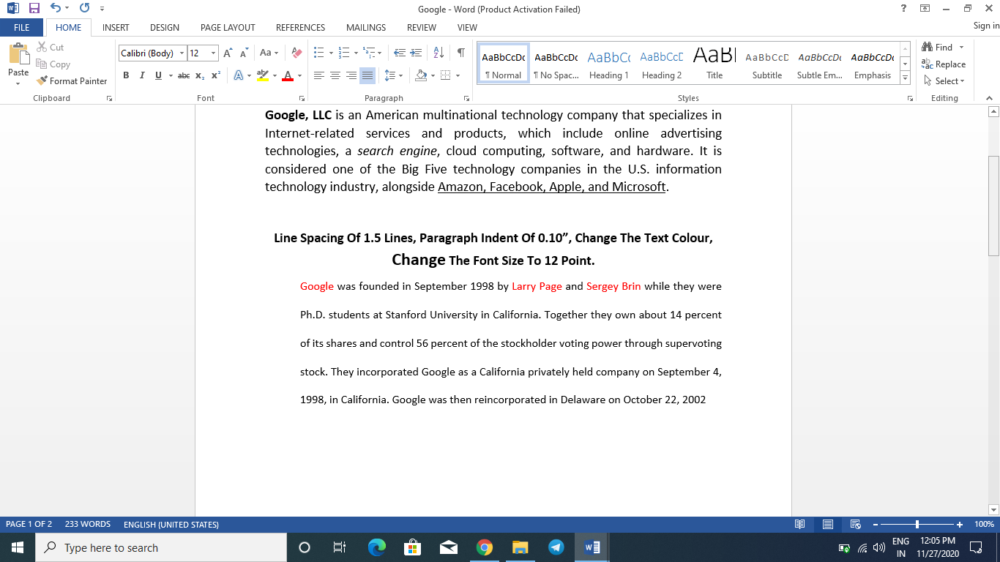 Google - Word (Product Activation Failed)
FILE HOME INSERT DESIGN PAGE LAYOUT REFERENCES MAILINGS REVIEW VIEW Sign in
Paste
Cut
Copy
Format Painter
Clipboard
Calibri (Body) 12
Font
Paragraph
AaBbCcDc AaBbCcDc AaBbCc AaBbCcD AaBl AaBbCcD AaBbCcDc AaBbCcDc
¶ Normal ¶ No Spac... Heading 1 Heading 2 Title Subtitle Subtle Em... Emphasis
Styles
Find
Replace
Select
Editing
Google, LLC is an American multinational technology company that specializes in
Internet-related services and products, which include online advertising
technologies, a search engine, cloud computing, software, and hardware. It is
considered one of the Big Five technology companies in the U.S. information
technology industry, alongside Amazon, Facebook, Apple, and Microsoft.
Line Spacing Of 1.5 Lines, Paragraph Indent Of 0.10”, Change The Text Colour,
Change The Font Size To 12 Point.
Google was founded in September 1998 by Larry Page and Sergey Brin while they were
Ph.D. students at Stanford University in California. Together they own about 14 percent
of its shares and control 56 percent of the stockholder voting power through supervoting
stock. They incorporated Google as a California privately held company on September 4,
1998, in California. Google was then reincorporated in Delaware on October 22, 2002
PAGE 1 OF 2 233 WORDS ENGLISH (UNITED STATES) 100%
Type here to search
ENG 12:05 PM
IN 11/27/2020